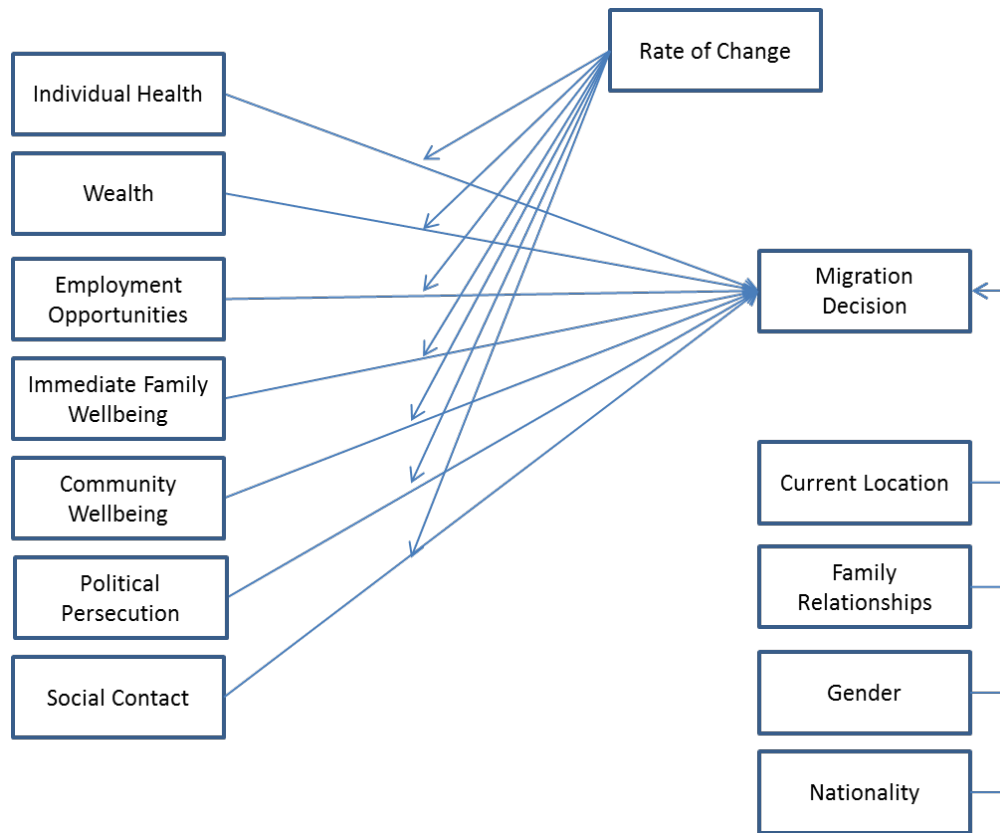 Rate of Change
Individual Health
Wealth
Employment
Opportunities
Immediate Family
Wellbeing
Community
Wellbeing
Political
Persecution
Social Contact
Migration
Decision
Current Location
Family
Relationships
Gender
Nationality